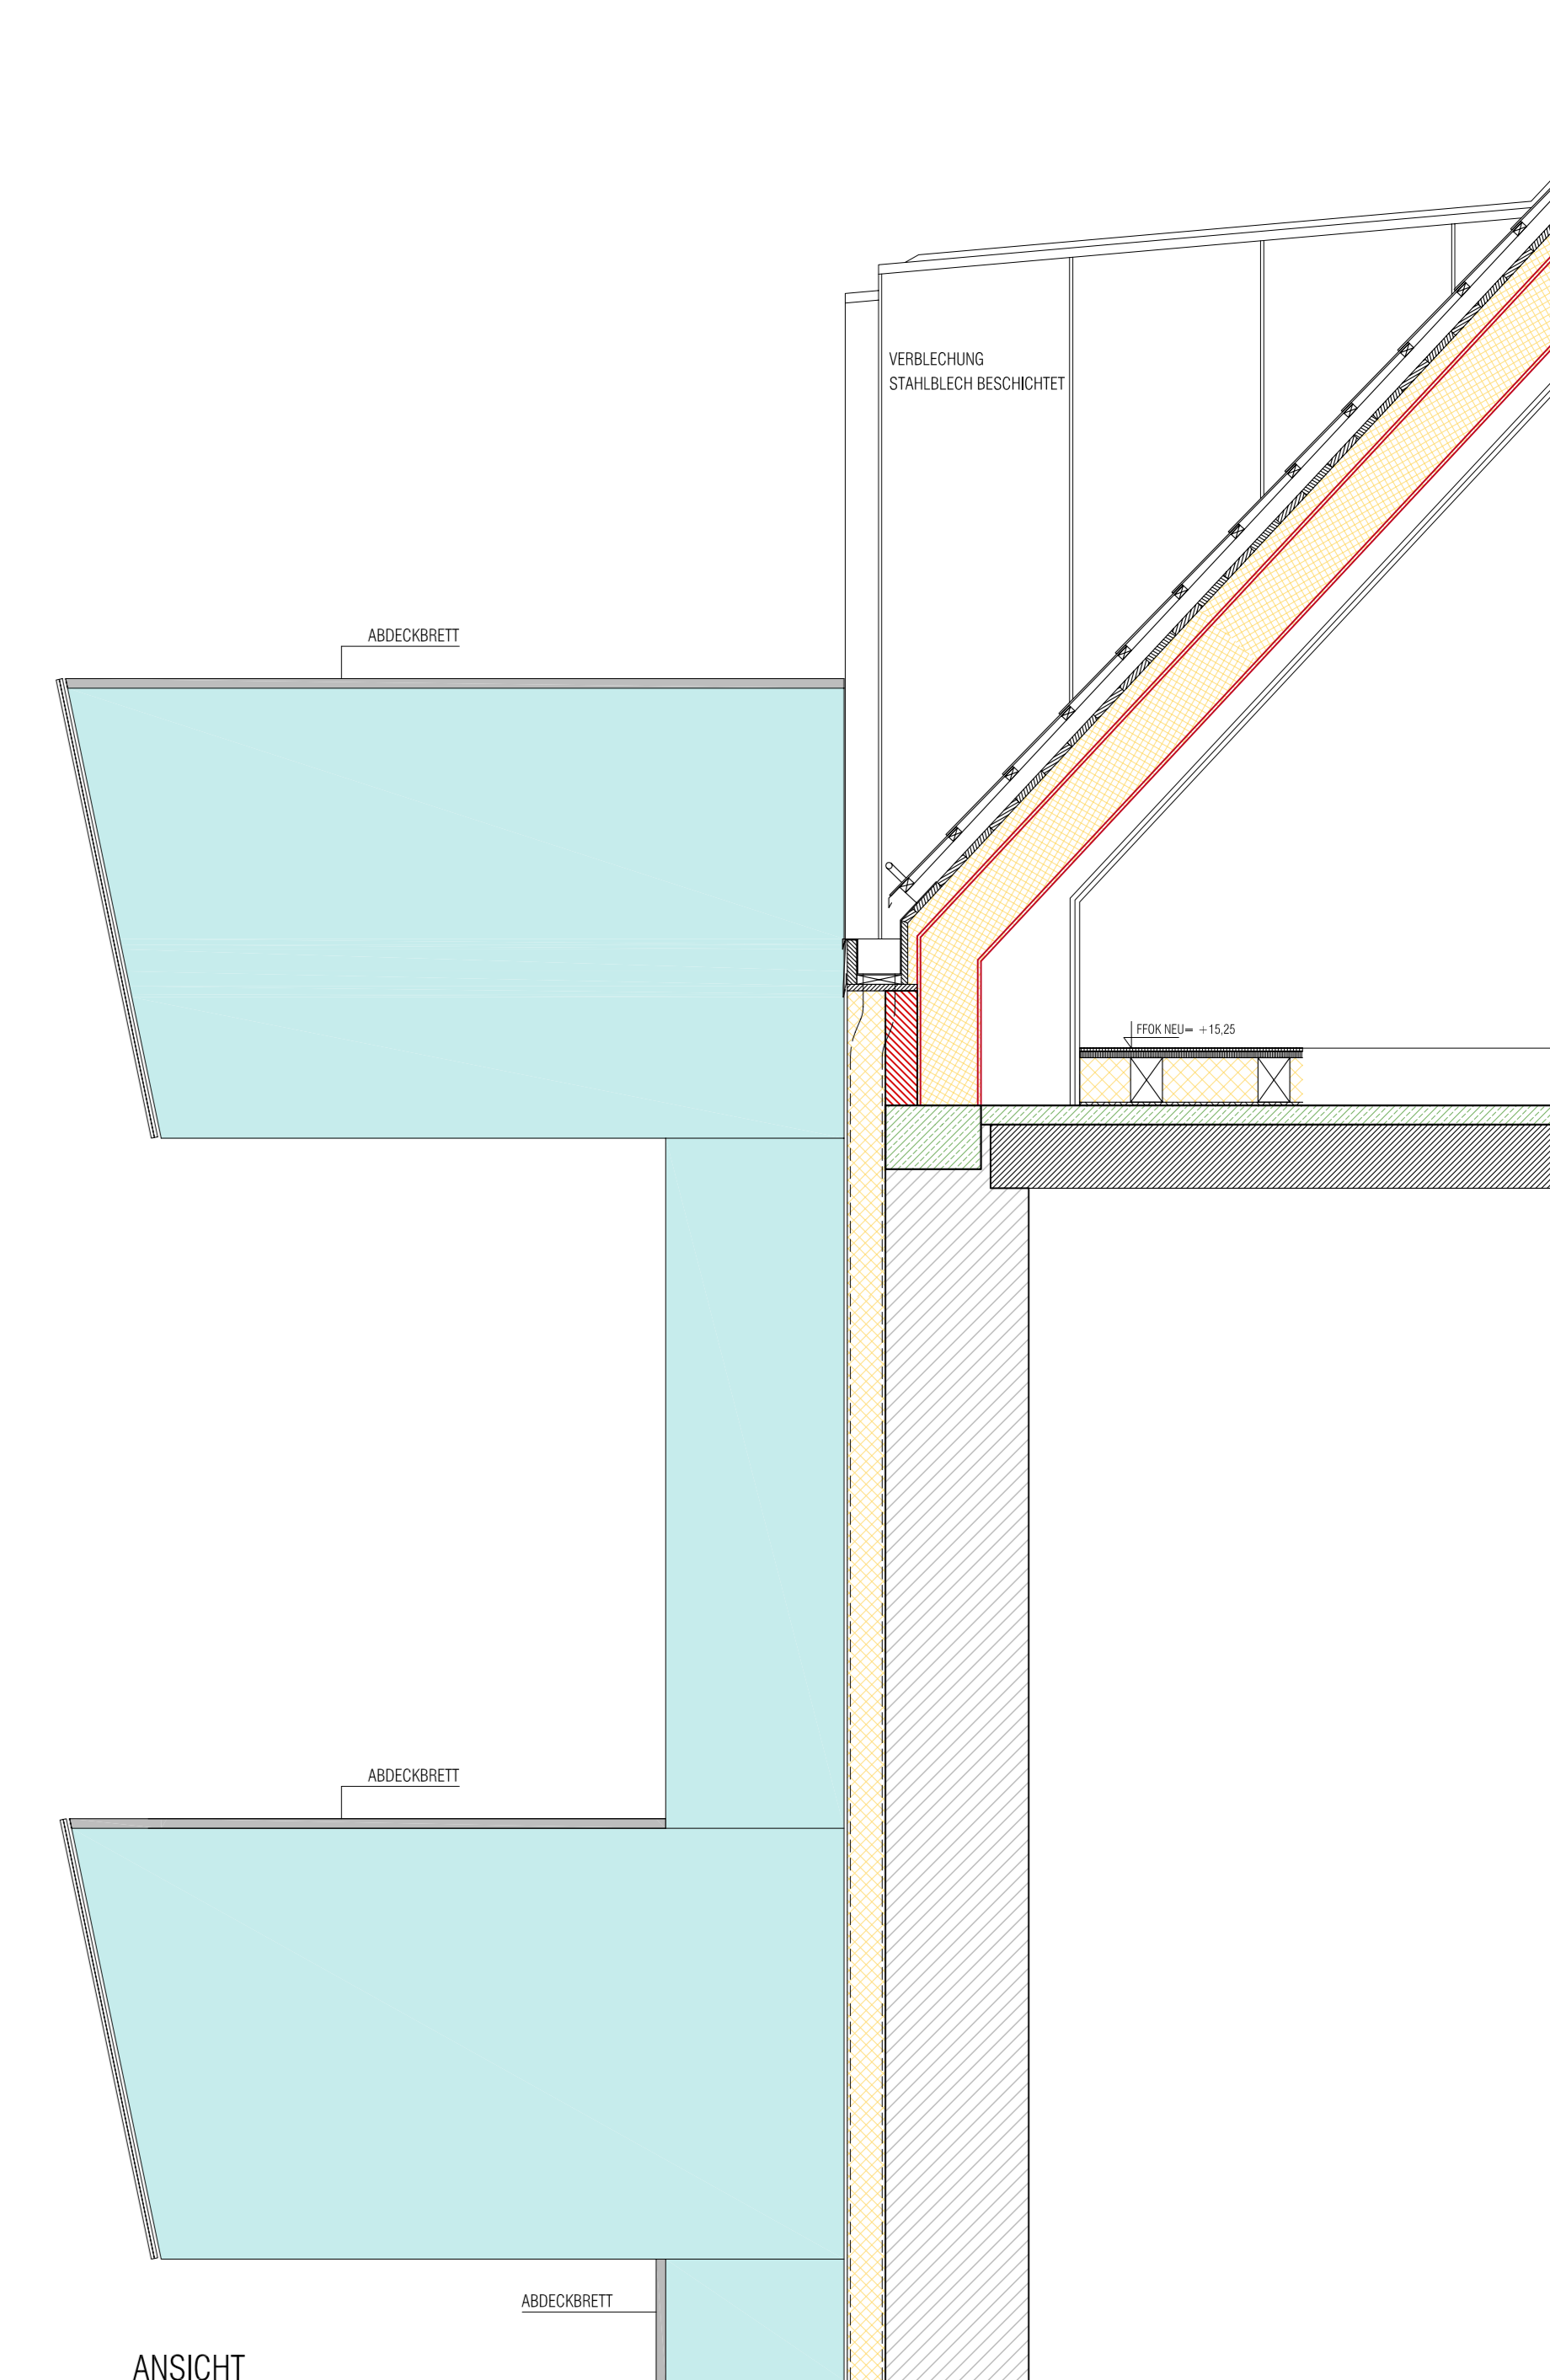 VERBLECHUNG
STAHLBLECH BESCHICHTET
ABDECKBRETT
FFOK NEU= +15,25
ABDECKBRETT
ABDECKBRETT
ANSICHT